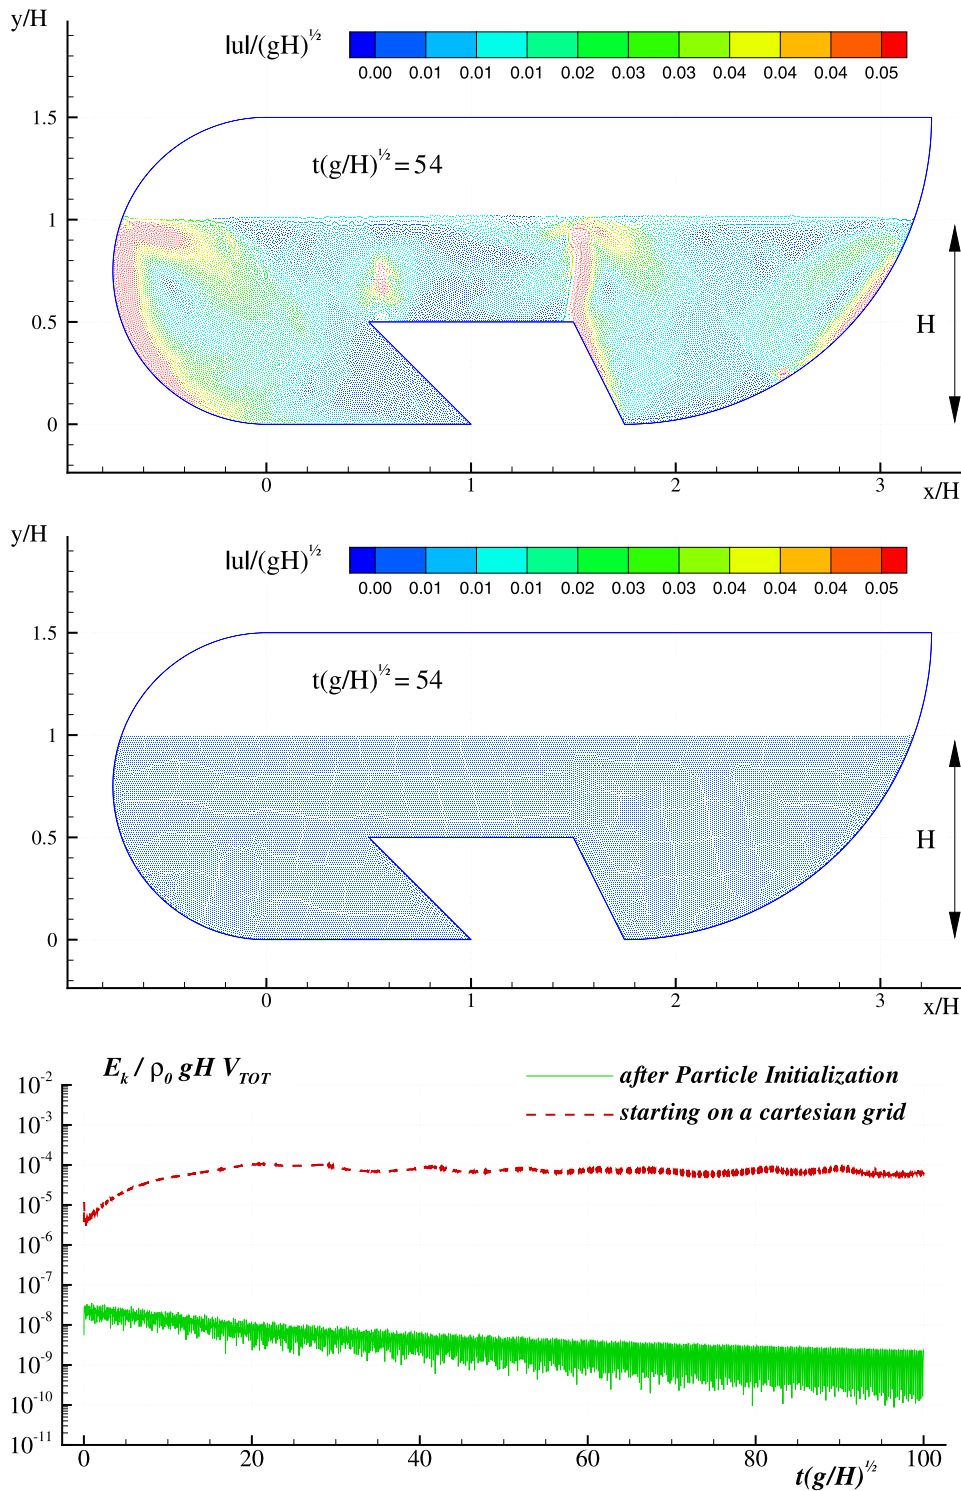 y/H
|u|/(gH)^½
0.00 0.01 0.01 0.01 0.02 0.03 0.03 0.04 0.04 0.04 0.05
1.5
t(g/H)^½ = 54
1
0.5
H
0
0 1 2 3
x/H
y/H
|u|/(gH)^½
0.00 0.01 0.01 0.01 0.02 0.03 0.03 0.04 0.04 0.04 0.05
1.5
t(g/H)^½ = 54
1
0.5
H
0
0 1 2 3
x/H
E_k / ρ_0 gH V_TOT
after Particle Initialization
starting on a cartesian grid
10^-2
10^-3
10^-4
10^-5
10^-6
10^-7
10^-8
10^-9
10^-10
10^-11
0 20 40 60 80 100
t(g/H)^½